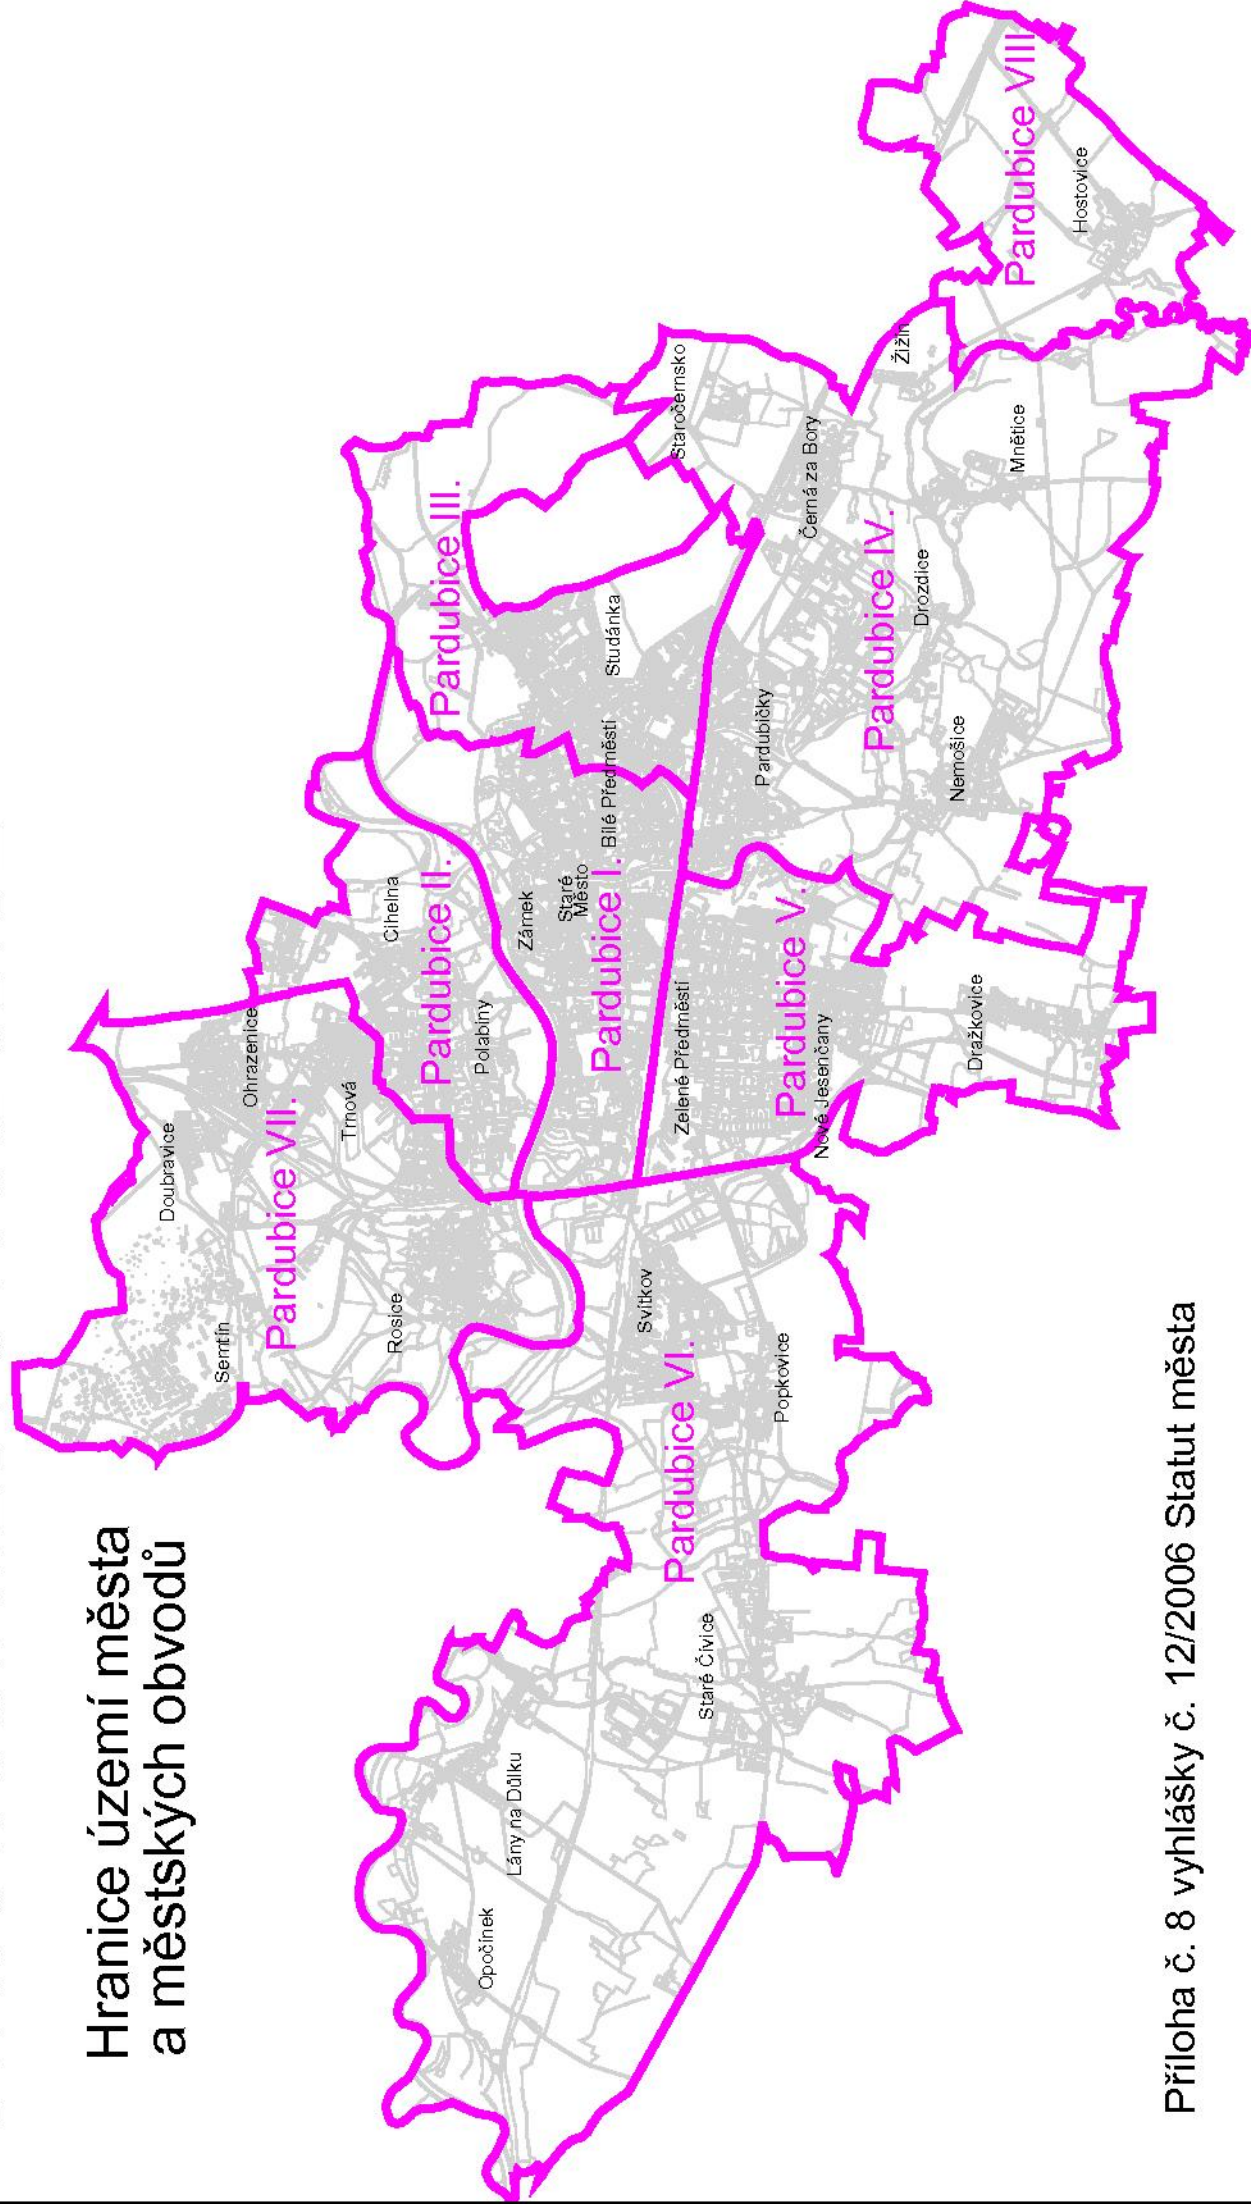 Hranice území města
a městských obvodů
Semtín
Doubravice
Ohrazenice
Pardubice VII.
Trnová
Rosice
Cihelna
Pardubice II.
Polabiny
Pardubice III.
Studánka
Zámek
Staré
Město
Bílé Předměstí
Pardubice I.
Staročernsko
Černá za Bory
Žižín
Pardubice VIII
Hostovice
Mnětice
Pardubice IV.
Drozdice
Pardubičky
Nemošice
Zelené Předměstí
Pardubice V.
Nové Jesenčany
Dražkovice
Svítkov
Pardubice VI.
Popkovice
Staré Čívice
Lány na Důlku
Opočínek
Příloha č. 8 vyhlášky č. 12/2006 Statut města